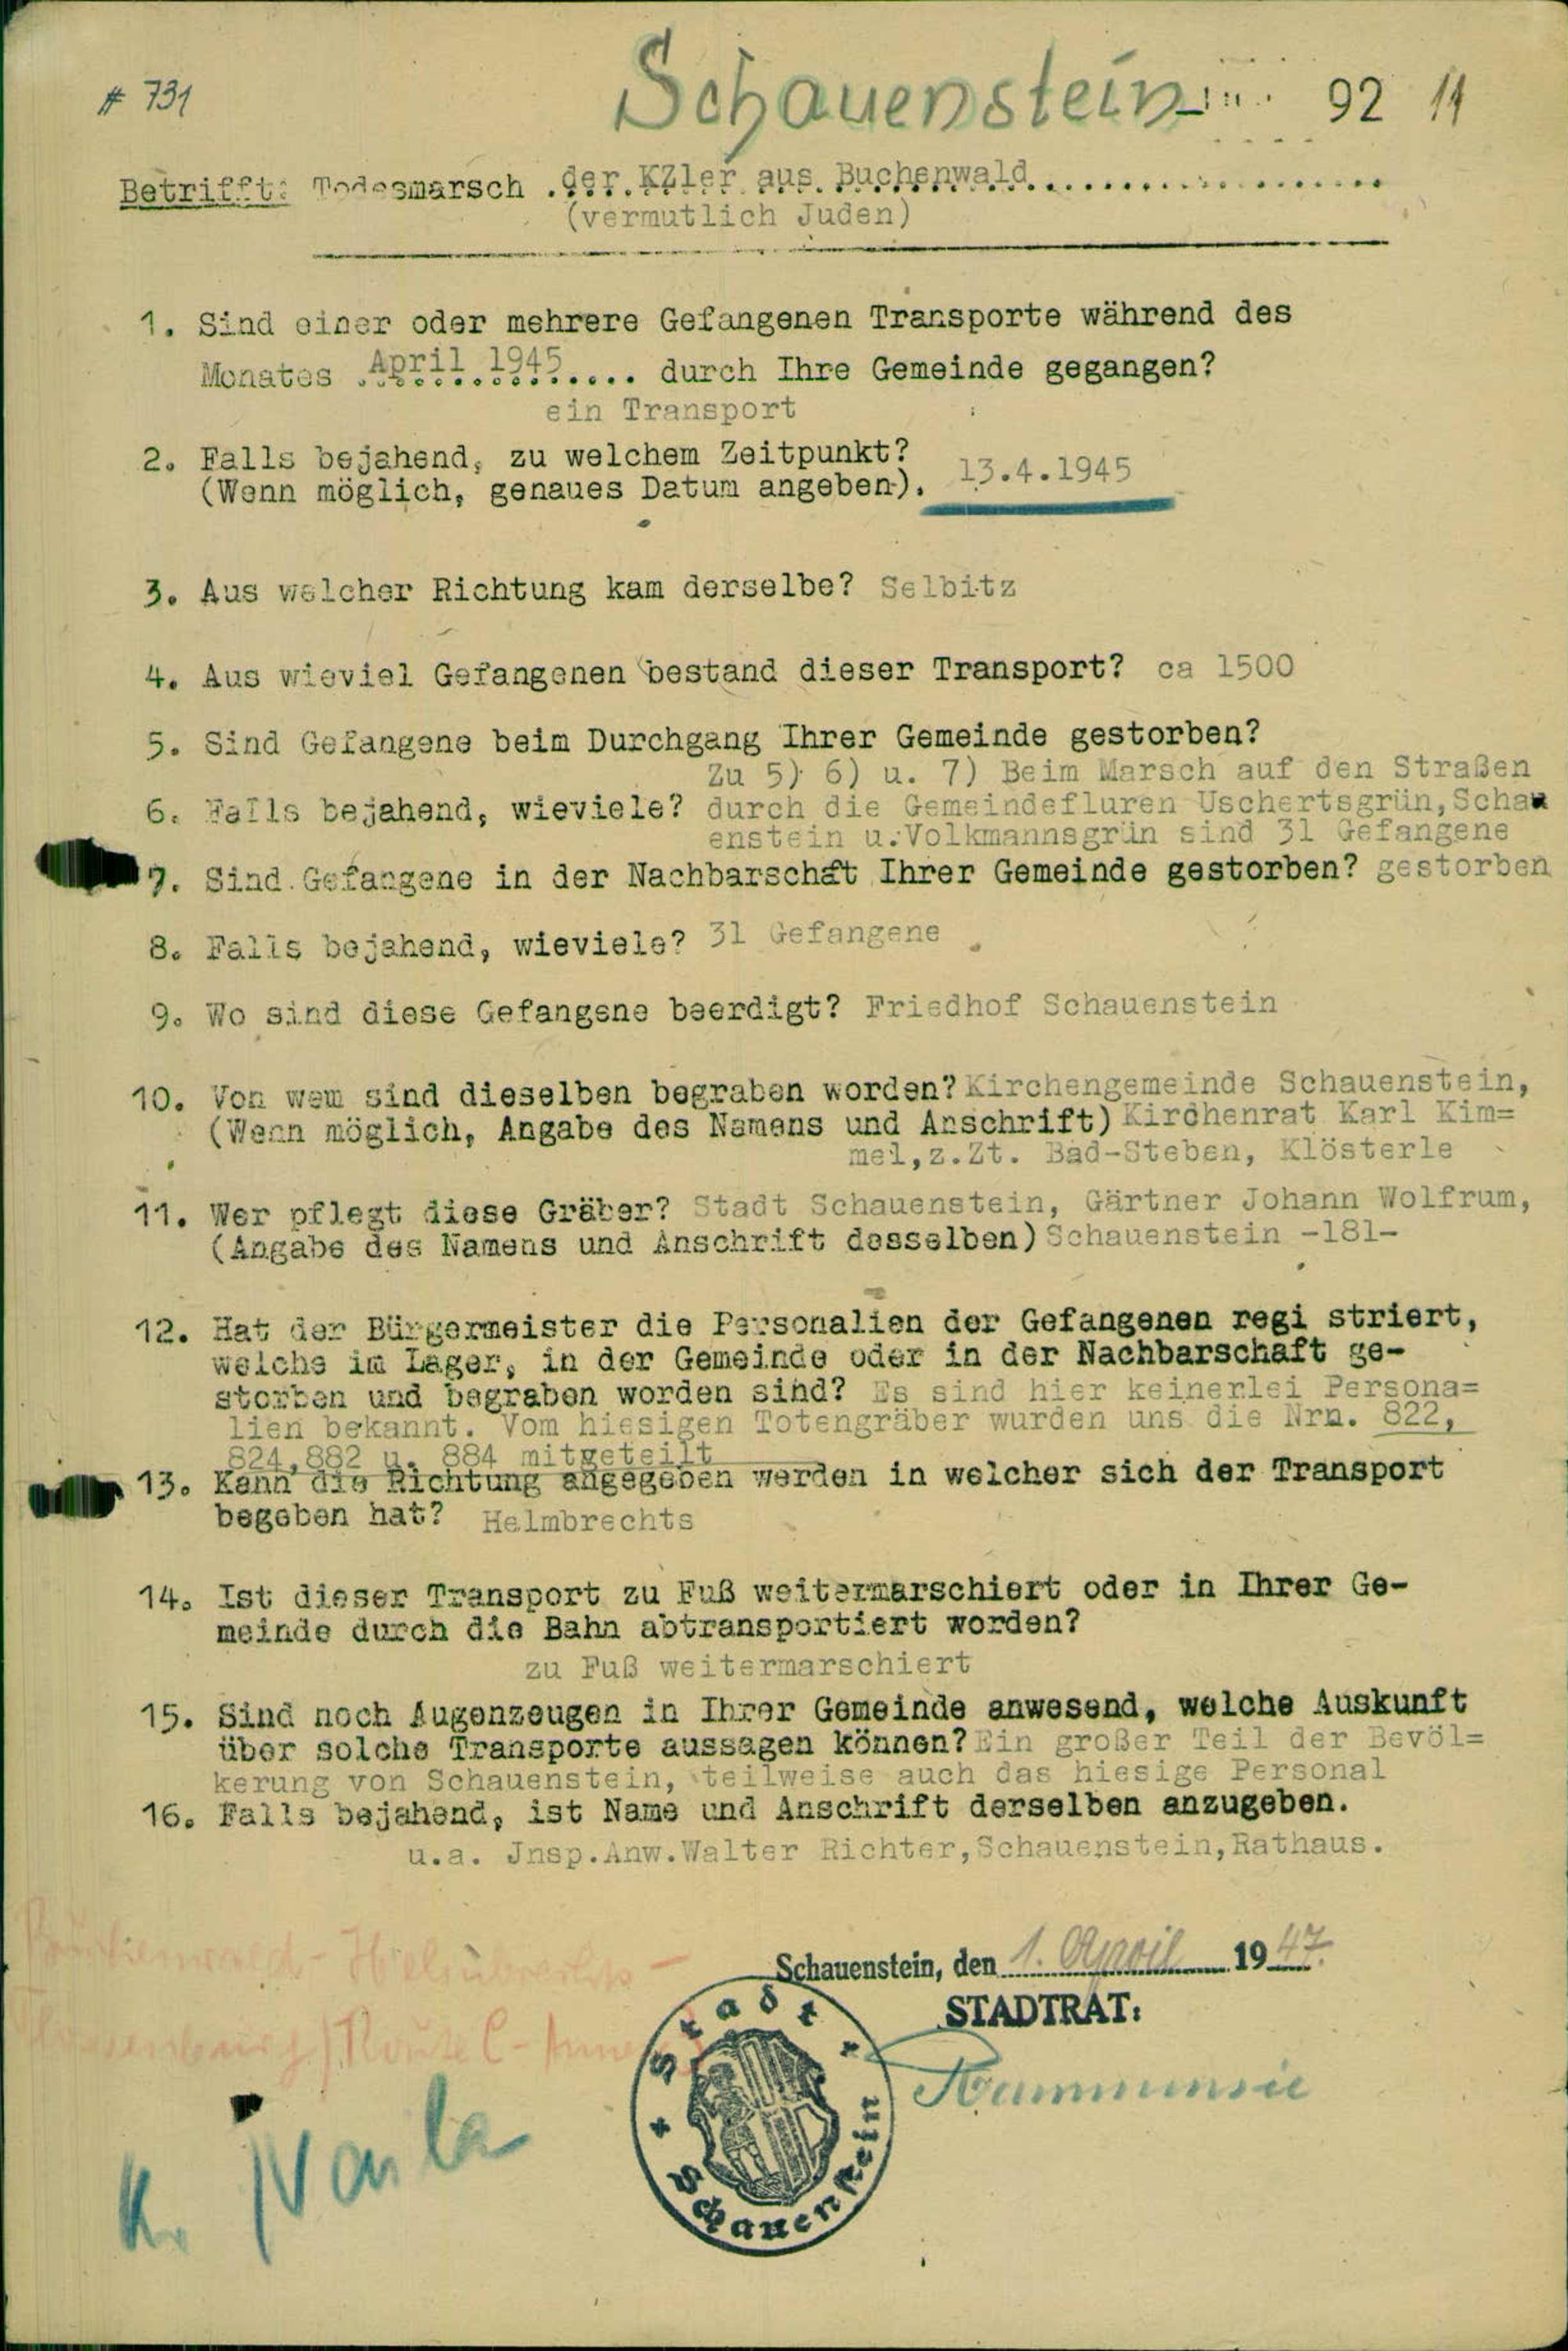 # 731
Schauenstein 92 11
Betrifft: Todesmarsch .der.KZler aus Buchenwald..................
(vermutlich Juden)
1. Sind einer oder mehrere Gefangenen Transporte während des
Monates .April 1945..... durch Ihre Gemeinde gegangen?
ein Transport
2. Falls bejahend, zu welchem Zeitpunkt?
(Wenn möglich, genaues Datum angeben). 13.4.1945
3. Aus welcher Richtung kam derselbe? Selbitz
4. Aus wieviel Gefangenen bestand dieser Transport? ca 1500
5. Sind Gefangene beim Durchgang Ihrer Gemeinde gestorben?
Zu 5) 6) u. 7) Beim Marsch auf den Straßen
6. Falls bejahend, wieviele? durch die Gemeindefluren Uschertsgrün,Schau
enstein u.Volkmannsgrün sind 31 Gefangene
7. Sind Gefangene in der Nachbarschaft Ihrer Gemeinde gestorben? gestorben
8. Falls bejahend, wieviele? 31 Gefangene
9. Wo sind diese Gefangene beerdigt? Friedhof Schauenstein
10. Von wem sind dieselben begraben worden? Kirchengemeinde Schauenstein,
(Wenn möglich, Angabe des Namens und Anschrift) Kirchenrat Karl Kim=
mel,z.Zt. Bad-Steben, Klösterle
11. Wer pflegt diese Gräber? Stadt Schauenstein, Gärtner Johann Wolfrum,
(Angabe des Namens und Anschrift desselben) Schauenstein -181-
12. Hat der Bürgermeister die Personalien der Gefangenen regi striert,
welche im Lager, in der Gemeinde oder in der Nachbarschaft ge-
storben und begraben worden sind? Es sind hier keinerlei Persona=
lien bekannt. Vom hiesigen Totengräber wurden uns die Nrn. 822,
824,882 u. 884 mitgeteilt
13. Kann die Richtung angegeben werden in welcher sich der Transport
begeben hat? Helmbrechts
14. Ist dieser Transport zu Fuß weitermarschiert oder in Ihrer Ge-
meinde durch die Bahn abtransportiert worden?
zu Fuß weitermarschiert
15. Sind noch Augenzeugen in Ihrer Gemeinde anwesend, welche Auskunft
über solche Transporte aussagen können? Ein großer Teil der Bevöl=
kerung von Schauenstein, teilweise auch das hiesige Personal
16. Falls bejahend, ist Name und Anschrift derselben anzugeben.
u.a. Jnsp.Anw.Walter Richter,Schauenstein,Rathaus.
Schauenstein, den 1. April 1947.
STADTRAT:
Stadt Schauenstein